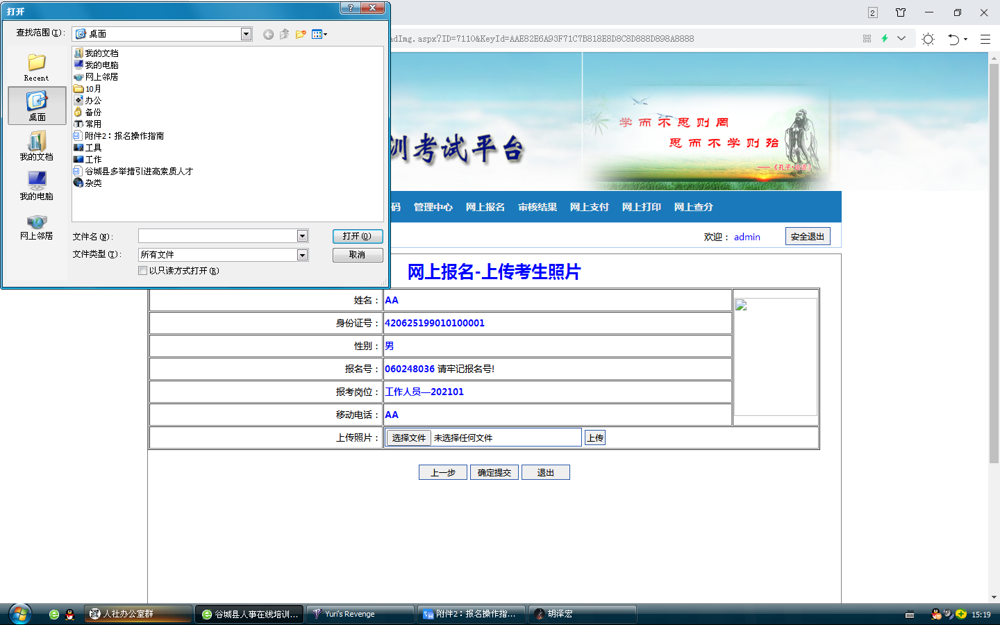 打开
查找范围(I):
桌面
Recent
桌面
我的文档
我的电脑
网上邻居
我的文档
我的电脑
网上邻居
10月
办公
备份
常用
附件2：报名操作指南
工具
工作
谷城县多举措引进高素质人才
杂类
文件名(N):
打开(O)
文件类型(T):
所有文件
取消
以只读方式打开(R)
2
adImg.aspx?ID=7110&KeyId=AAE82E6A93F71C7B818E8D8C8D888D898A8888
训考试平台
学而不思则罔
思而不学则殆
码 管理中心 网上报名 审核结果 网上支付 网上打印 网上查分
欢迎： admin 安全退出
网上报名-上传考生照片
姓名： AA
身份证号： 420625199010100001
性别： 男
报名号： 060248036 请牢记报名号!
报考岗位： 工作人员—202101
移动电话： AA
上传照片： 选择文件 未选择任何文件 上传
上一步 确定提交 退出
人社办公室群
谷城县人事在线培训...
Yuri's Revenge
附件2：报名操作指...
胡泽宏
15:19